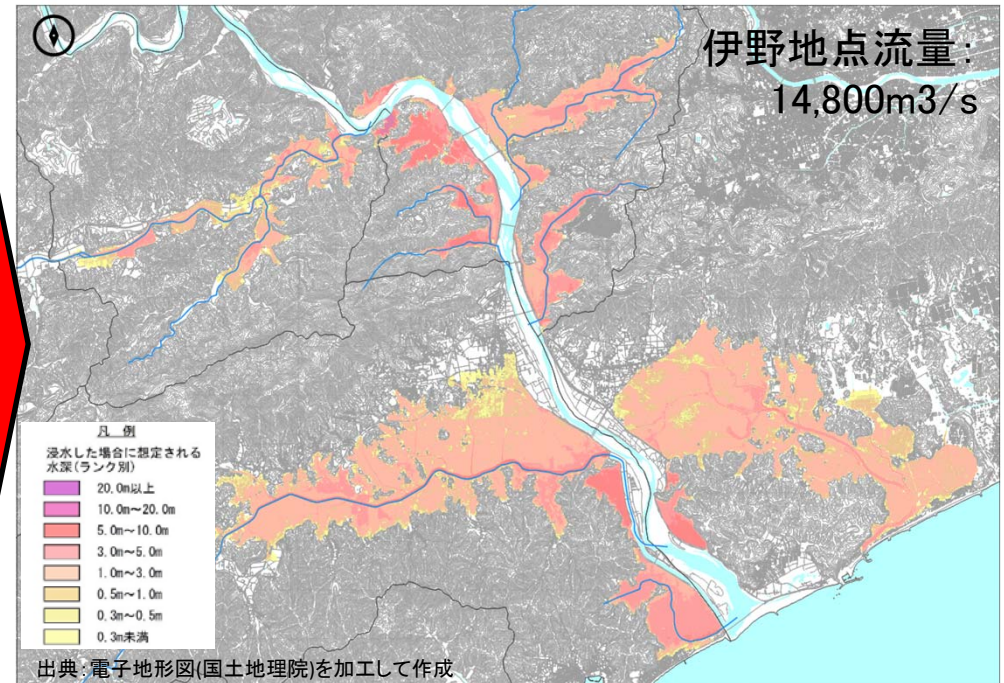 伊野地点流量:
14,800m3/s
凡 例
浸水した場合に想定される
水深(ランク別)
20.0m以上
10.0m～20.0m
5.0m～10.0m
3.0m～5.0m
1.0m～3.0m
0.5m～1.0m
0.3m～0.5m
0.3m未満
出典:電子地形図(国土地理院)を加工して作成